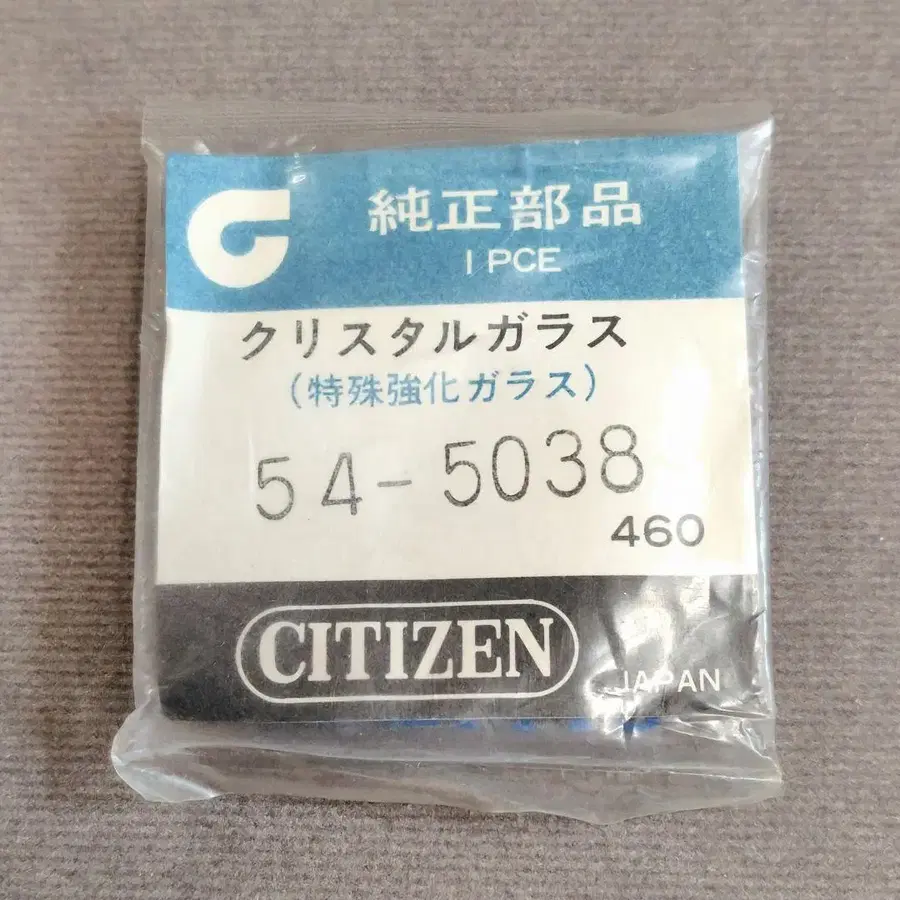 純正部品
1 PCE
クリスタルガラス
(特殊強化ガラス)
54-5038
460
CITIZEN
JAPAN